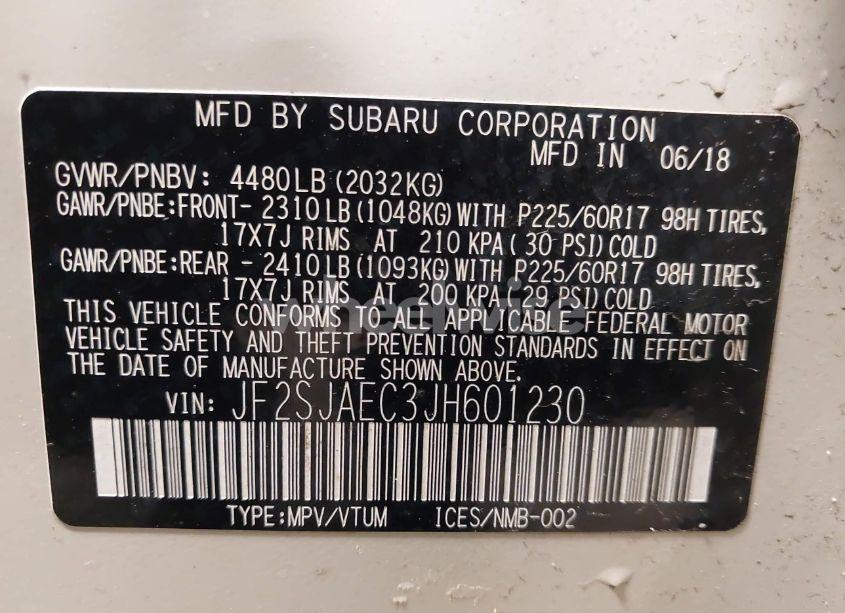 MFD BY SUBARU CORPORATION
MFD IN 06/18
GVWR/PNBV: 4480LB(2032KG)
GAWR/PNBE:FRONT- 2310LB(1048KG)WITH P225/60R17 98H TIRES,
17X7J RIMS AT 210 KPA( 30 PSI)COLD
GAWR/PNBE:REAR - 2410LB(1093KG)WITH P225/60R17 98H TIRES,
17X7J RIMS AT 200 KPA(29 PSI)COLD
THIS VEHICLE CONFORMS TO ALL APPLICABLE FEDERAL MOTOR
VEHICLE SAFETY AND THEFT PREVENTION STANDARDS IN EFFECT ON
THE DATE OF MANUFACTURE SHOWN ABOVE.
VIN: JF2SJAEC3JH601230
TYPE:MPV/VTUM ICES/NMB-002